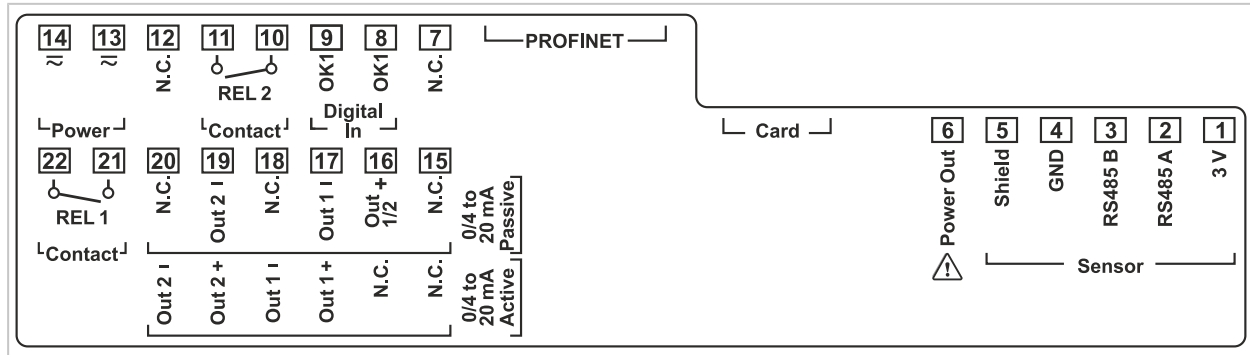 14 13 12 11 10 9 8 7 PROFINET
≂ ≂ N.C. REL 2 OK1 OK1 N.C.
Power Contact Digital In
Card
6 5 4 3 2 1
Power Out Shield GND RS485 B RS485 A 3 V
⚠ Sensor
22 21 20 19 18 17 16 15
REL 1 N.C. Out 2 − N.C. Out 1 − Out + 1/2 N.C. 0/4 to 20 mA Passive
Contact
Out 2 − Out 2 + Out 1 − Out 1 + N.C. N.C. 0/4 to 20 mA Active